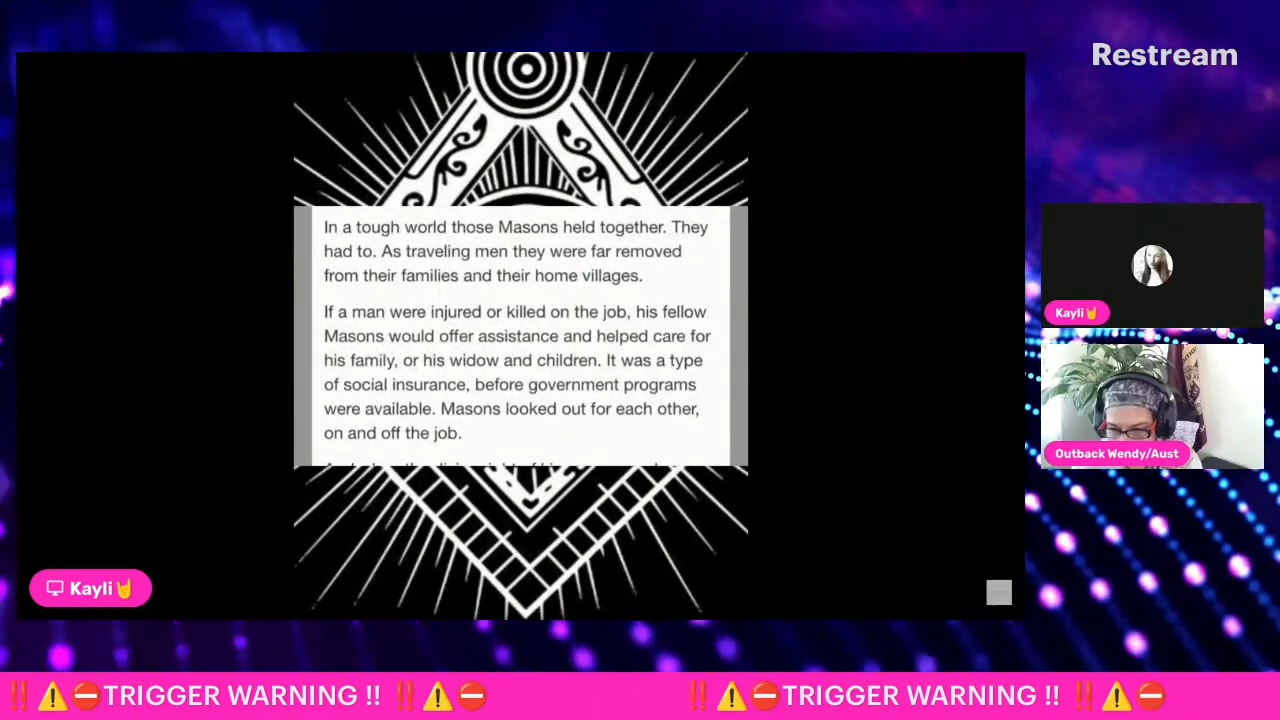 Restream
In a tough world those Masons held together. They
had to. As traveling men they were far removed
from their families and their home villages.
If a man were injured or killed on the job, his fellow
Masons would offer assistance and helped care for
his family, or his widow and children. It was a type
of social insurance, before government programs
were available. Masons looked out for each other,
on and off the job.
Kayli🤘
Outback Wendy/Aust
Kayli🤘
‼️⚠️⛔TRIGGER WARNING !! ‼️⚠️⛔ ‼️⚠️⛔TRIGGER WARNING !! ‼️⚠️⛔